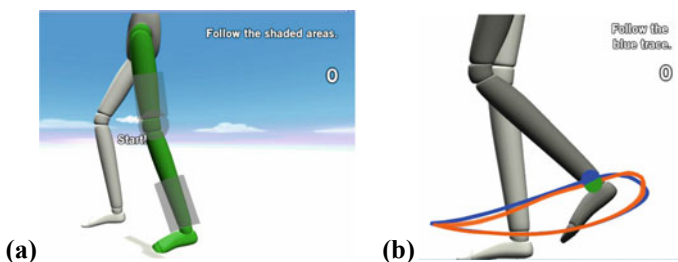 Follow the shaded areas.
0
Start!
(a)
Follow the
blue trace.
0
(b)